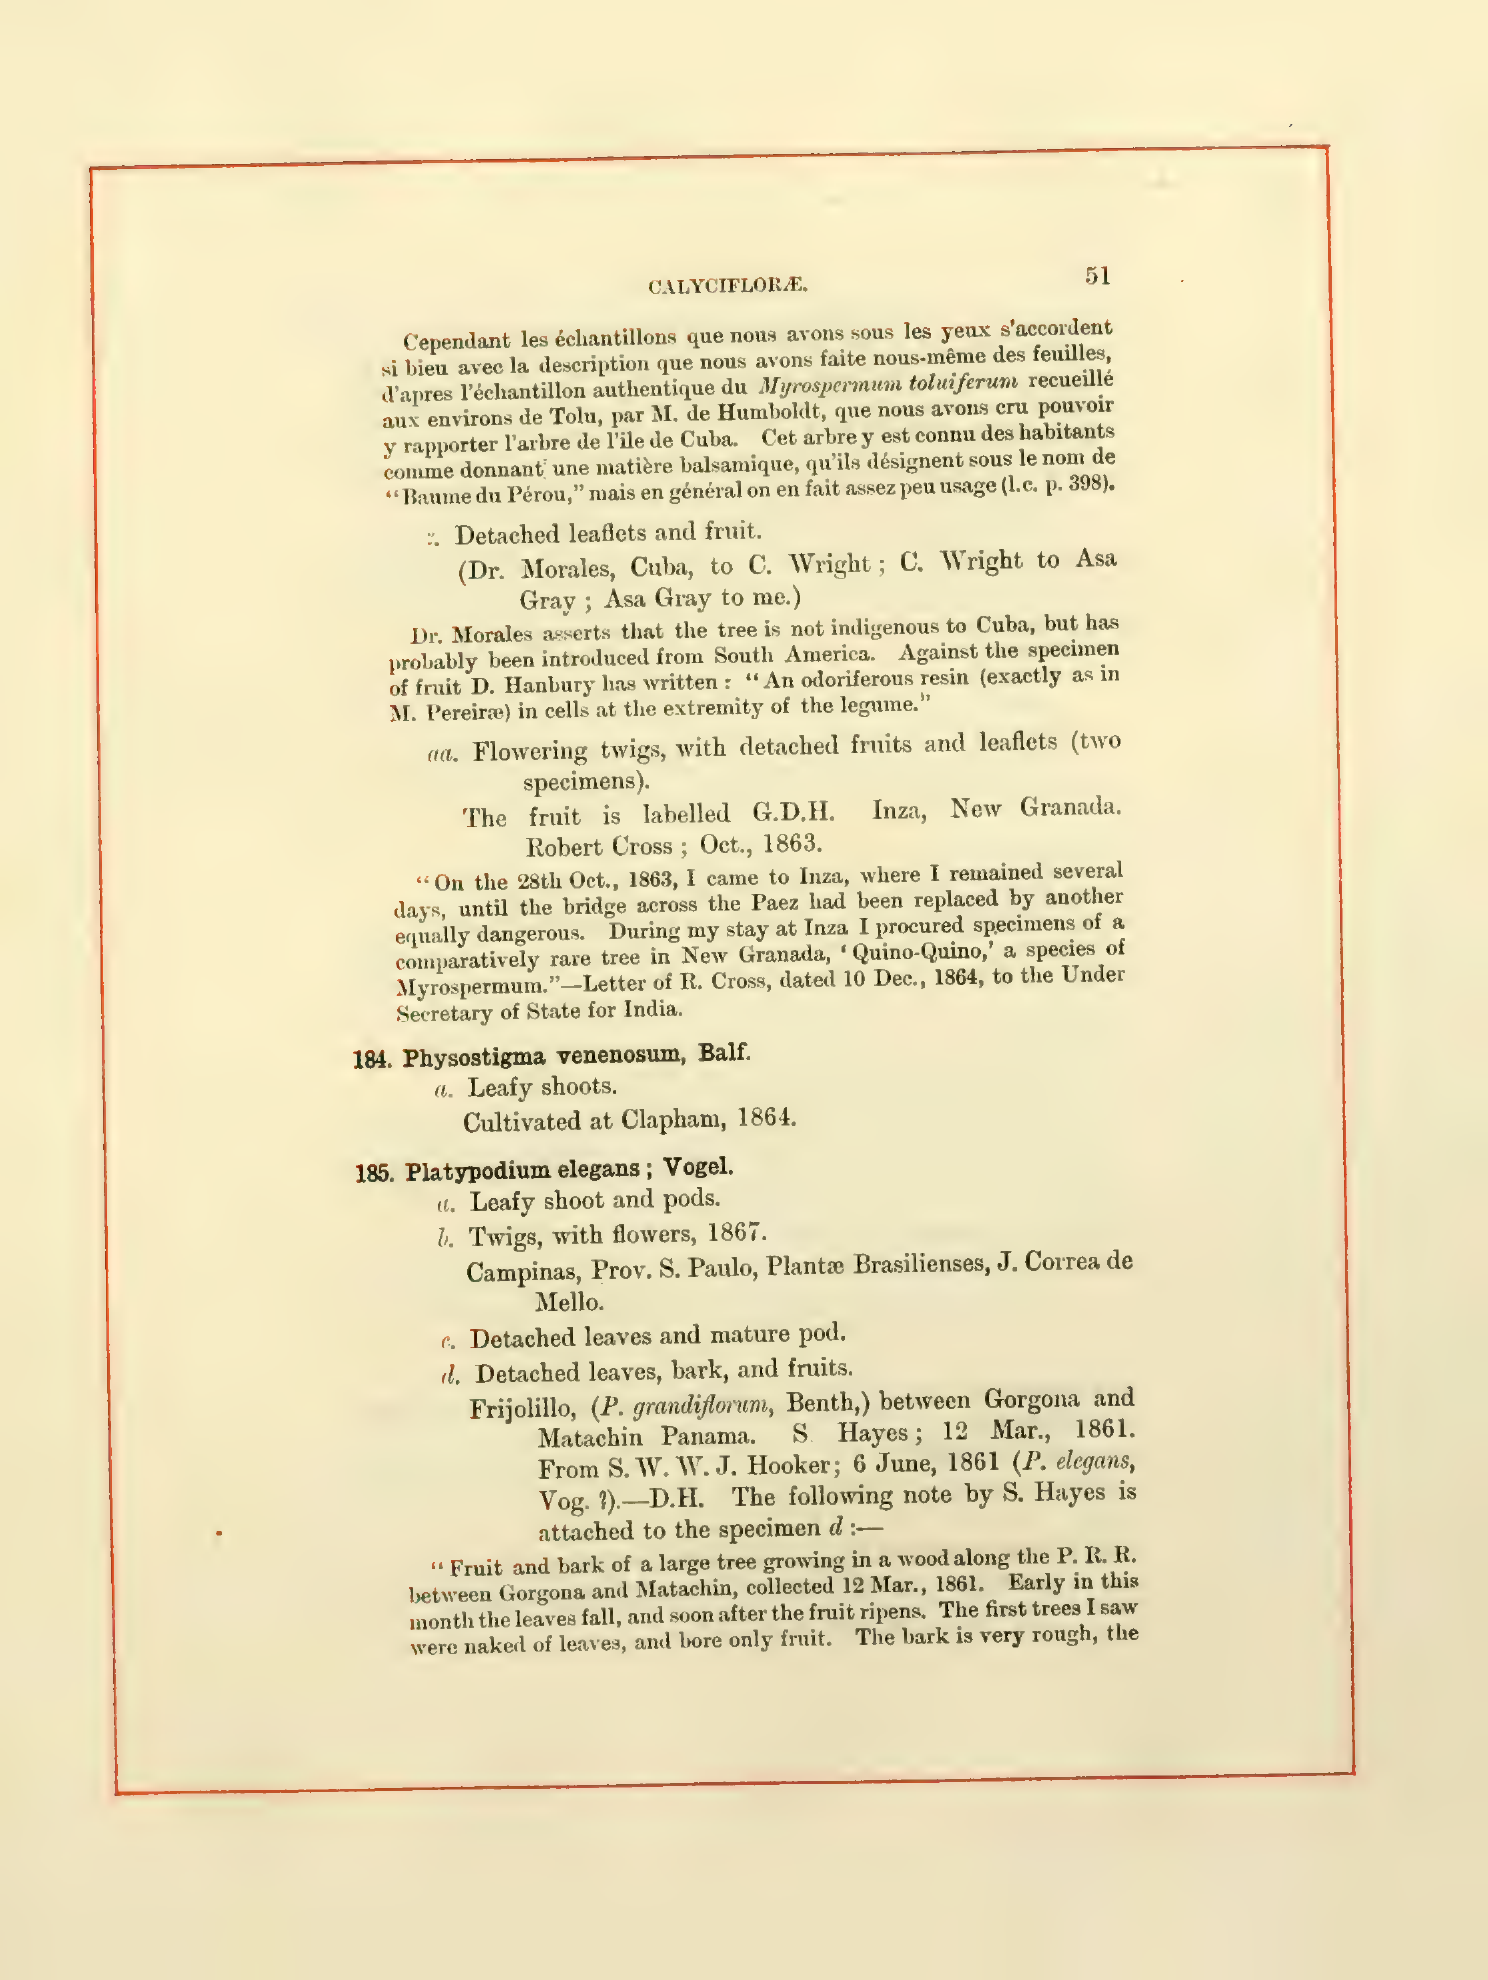 CALYCIFLORÆ.
51
Cependant les échantillons que nous avons sous les yeux s'accordent
si bieu avec la description que nous avons faite nous-même des feuilles,
d'apres l'échantillon authentique du Myrospermum toluiferum recueillé
aux environs de Tolu, par M. de Humboldt, que nous avons cru pouvoir
y rapporter l'arbre de l'ile de Cuba. Cet arbre y est connu des habitants
comme donnant une matière balsamique, qu'ils désignent sous le nom de
“Baume du Pérou,” mais en général on en fait assez peu usage (l.c. p. 398).
z. Detached leaflets and fruit.
(Dr. Morales, Cuba, to C. Wright ; C. Wright to Asa
Gray ; Asa Gray to me.)
Dr. Morales asserts that the tree is not indigenous to Cuba, but has
probably been introduced from South America. Against the specimen
of fruit D. Hanbury has written : “An odoriferous resin (exactly as in
M. Pereiræ) in cells at the extremity of the legume.”
aa. Flowering twigs, with detached fruits and leaflets (two
specimens).
The fruit is labelled G.D.H. Inza, New Granada.
Robert Cross ; Oct., 1863.
“On the 28th Oct., 1863, I came to Inza, where I remained several
days, until the bridge across the Paez had been replaced by another
equally dangerous. During my stay at Inza I procured specimens of a
comparatively rare tree in New Granada, ‘Quino-Quino,’ a species of
Myrospermum.”—Letter of R. Cross, dated 10 Dec., 1864, to the Under
Secretary of State for India.
184. Physostigma venenosum, Balf.
a. Leafy shoots.
Cultivated at Clapham, 1864.
185. Platypodium elegans ; Vogel.
a. Leafy shoot and pods.
b. Twigs, with flowers, 1867.
Campinas, Prov. S. Paulo, Plantæ Brasilienses, J. Correa de
Mello.
c. Detached leaves and mature pod.
d. Detached leaves, bark, and fruits.
Frijolillo, (P. grandiflorum, Benth,) between Gorgona and
Matachin Panama. S Hayes ; 12 Mar., 1861.
From S. W. W. J. Hooker; 6 June, 1861 (P. elegans,
Vog. ?).—D.H. The following note by S. Hayes is
attached to the specimen d :—
“Fruit and bark of a large tree growing in a wood along the P. R. R.
between Gorgona and Matachin, collected 12 Mar., 1861. Early in this
month the leaves fall, and soon after the fruit ripens. The first trees I saw
were naked of leaves, and bore only fruit. The bark is very rough, the